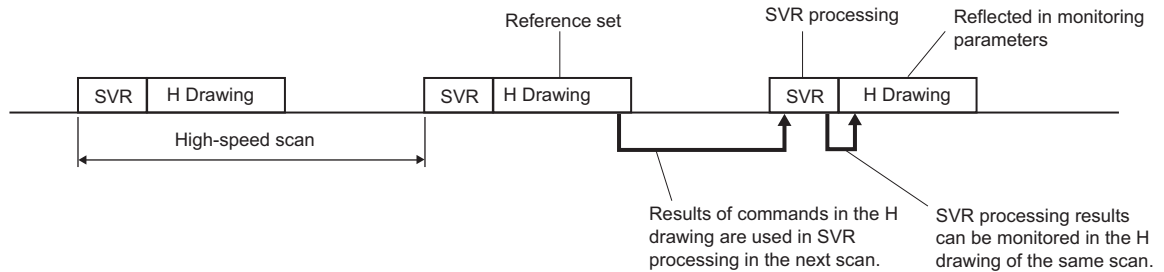 Reference set
SVR processing
Reflected in monitoring
parameters
SVR
H Drawing
SVR
H Drawing
SVR
H Drawing
High-speed scan
Results of commands in the H
drawing are used in SVR
processing in the next scan.
SVR processing results
can be monitored in the H
drawing of the same scan.